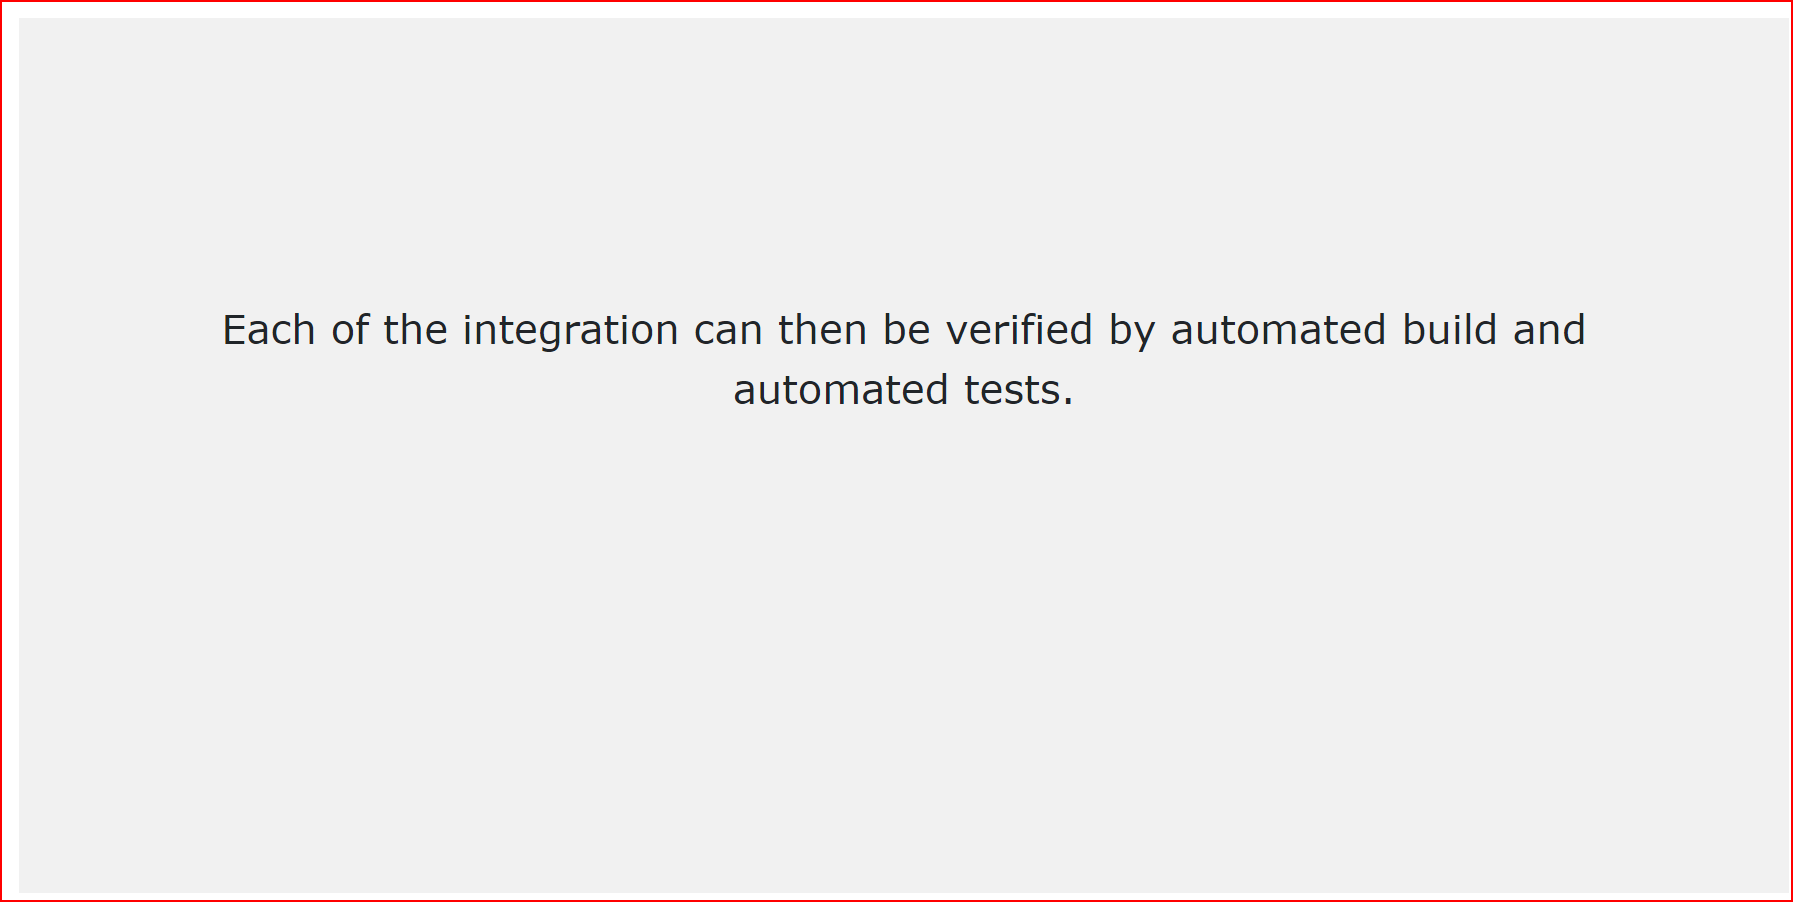 Each of the integration can then be verified by automated build and
automated tests.